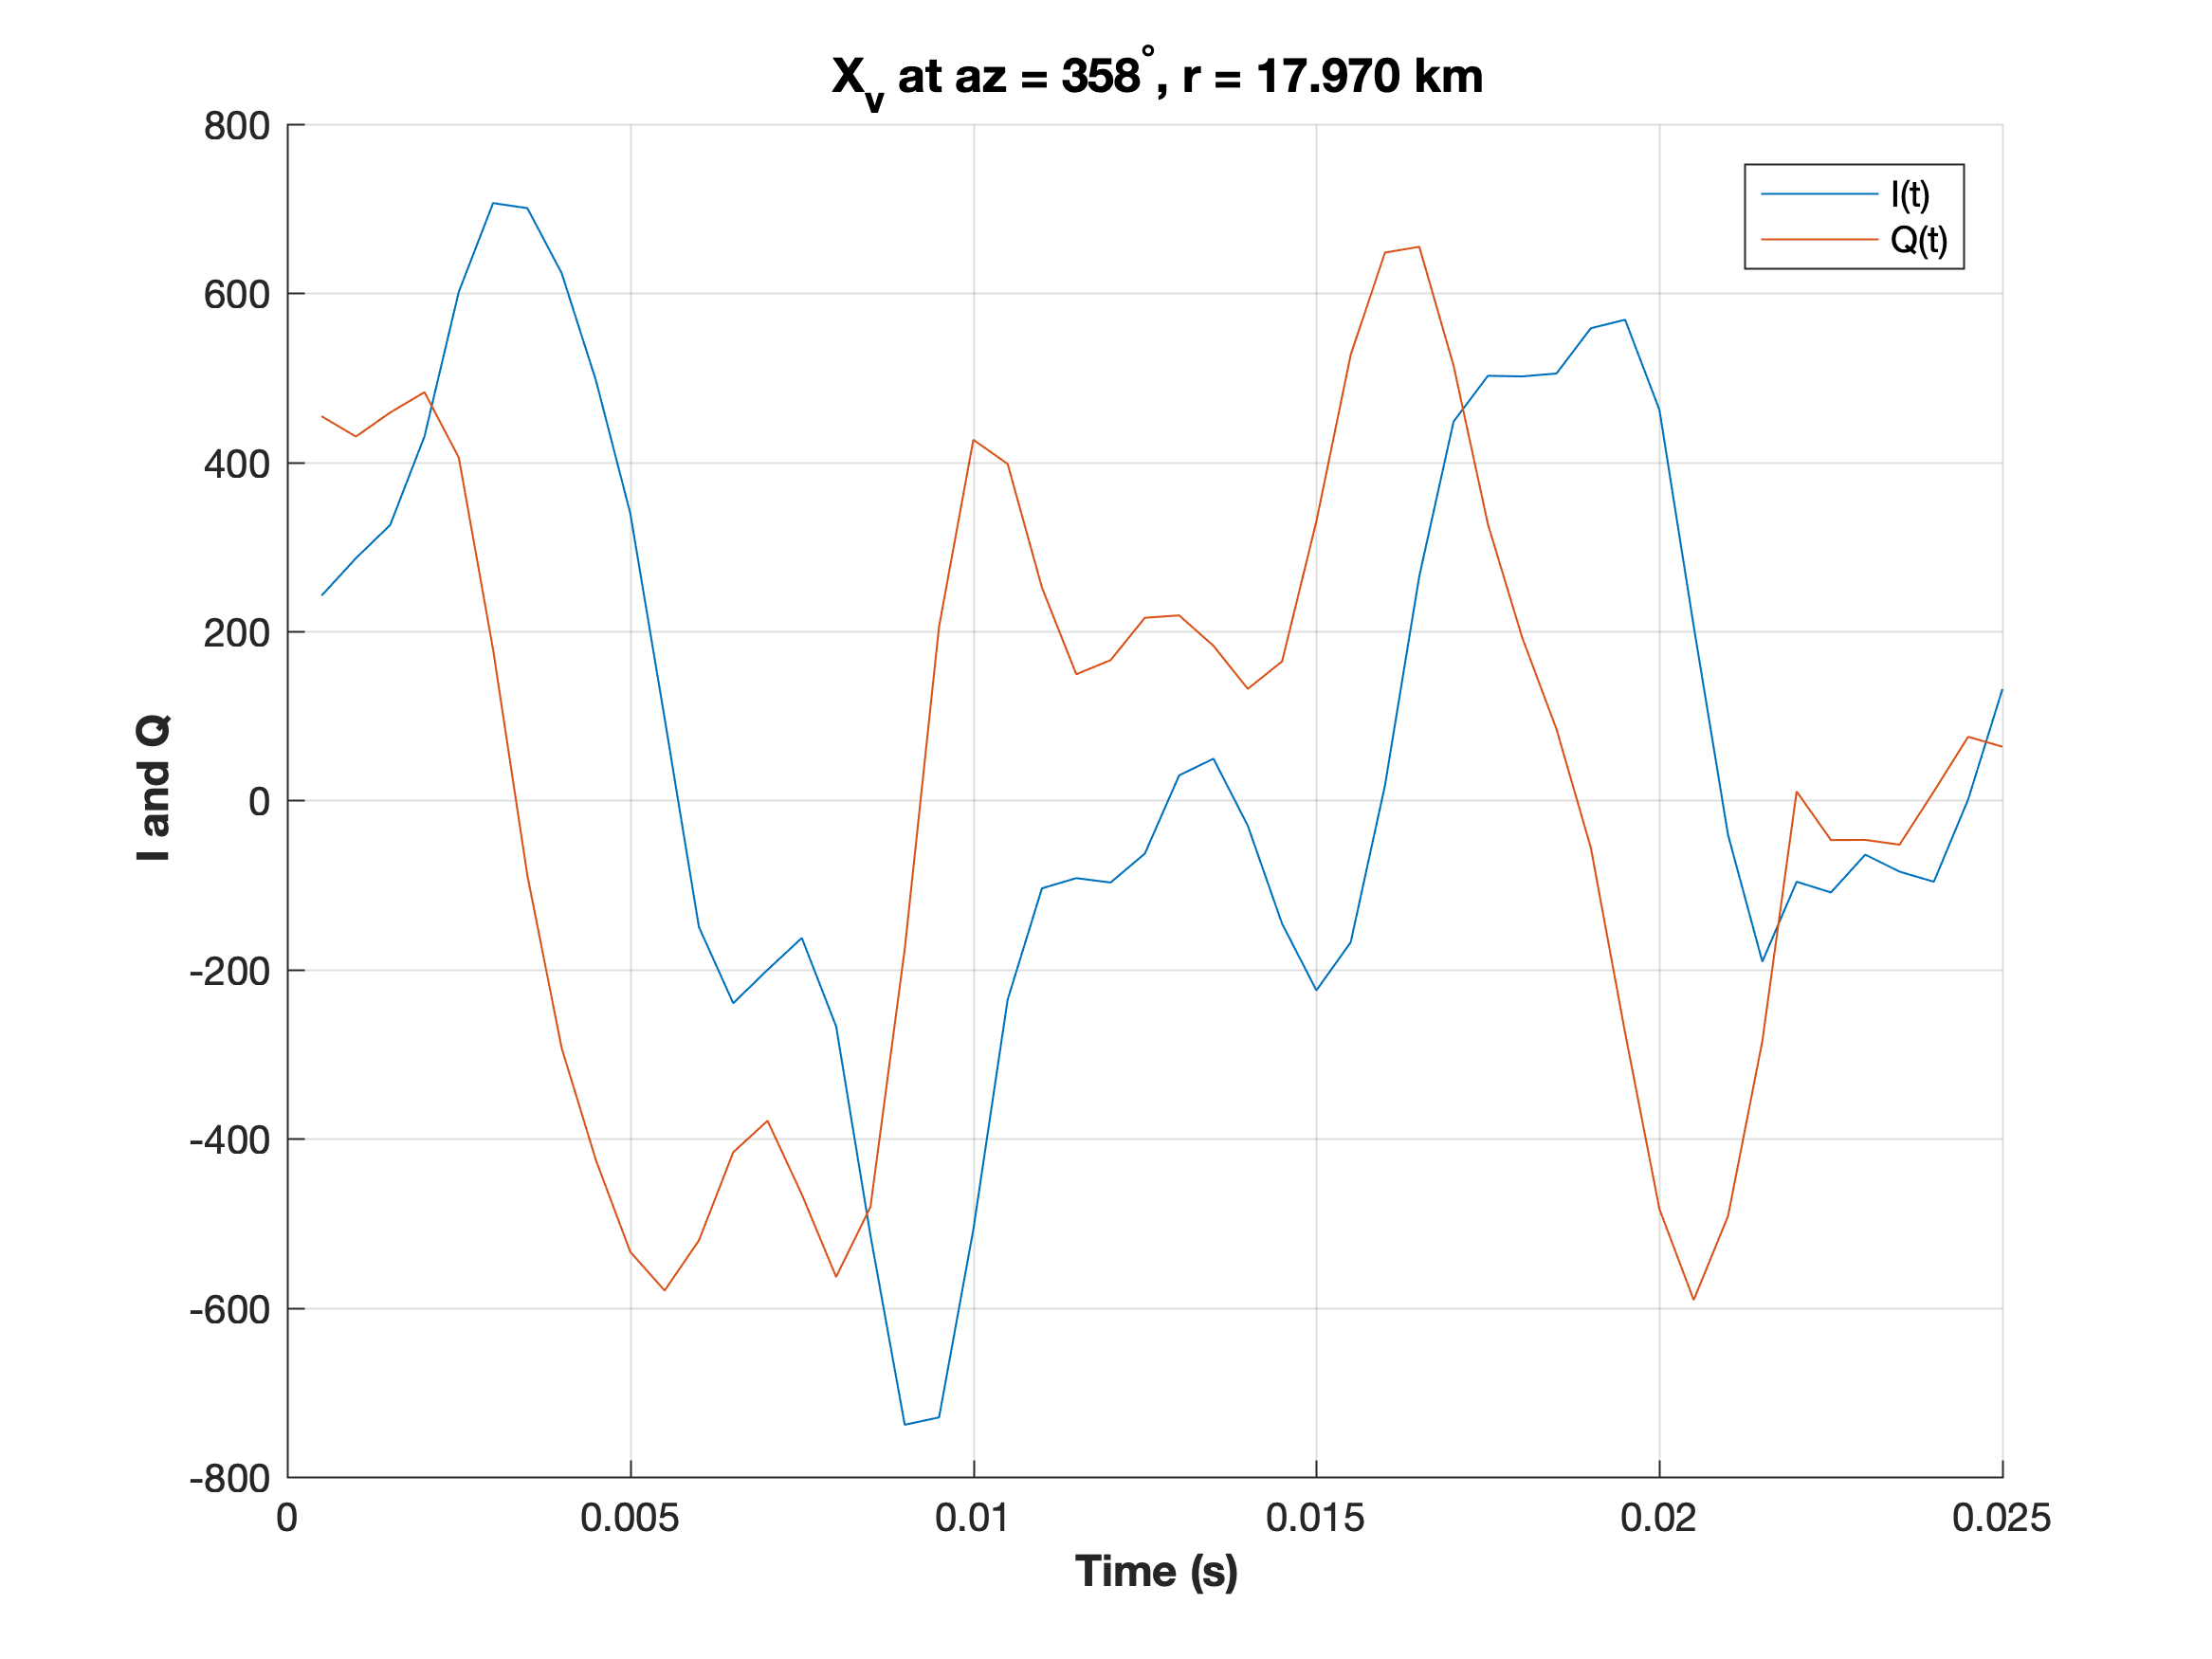 X_v at az = 358°, r = 17.970 km
800
600
400
200
0
-200
-400
-600
-800
I and Q
I(t)
Q(t)
0 0.005 0.01 0.015 0.02 0.025
Time (s)